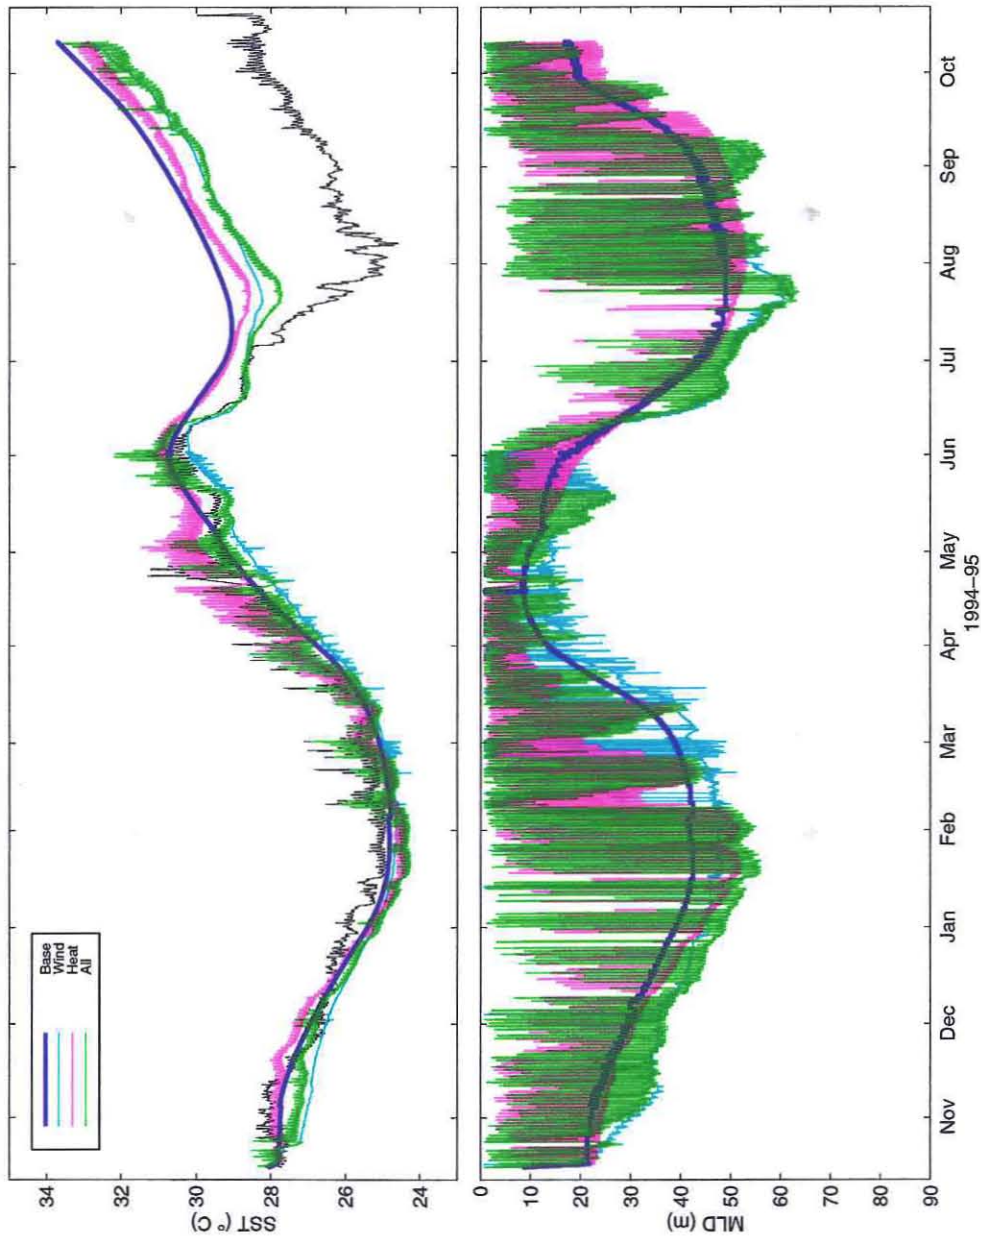 Base
Wind
Heat
All
34
32
30
28
26
24
SST (° C)
0
10
20
30
40
50
60
70
80
90
MLD (m)
Nov
Dec
Jan
Feb
Mar
Apr
May
Jun
Jul
Aug
Sep
Oct
1994–95